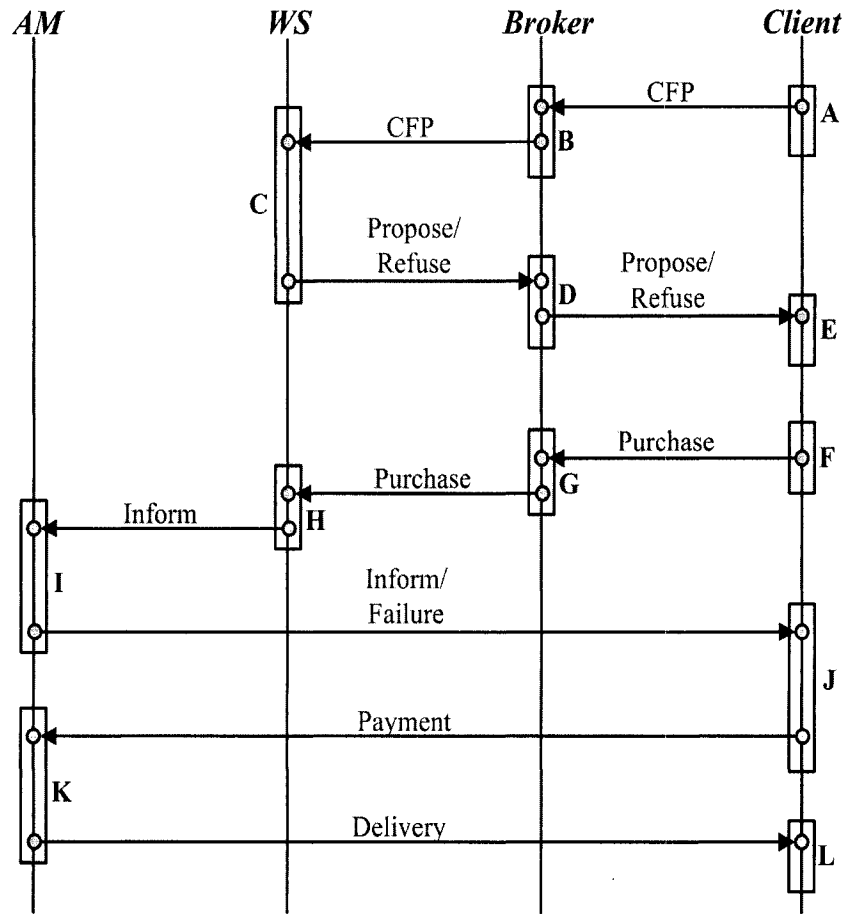 AM WS Broker Client
CFP A
CFP B
C
Propose/
Refuse
D
Propose/
Refuse
E
Purchase F
Purchase G
Inform H
I
Inform/
Failure
J
Payment
K
Delivery
L